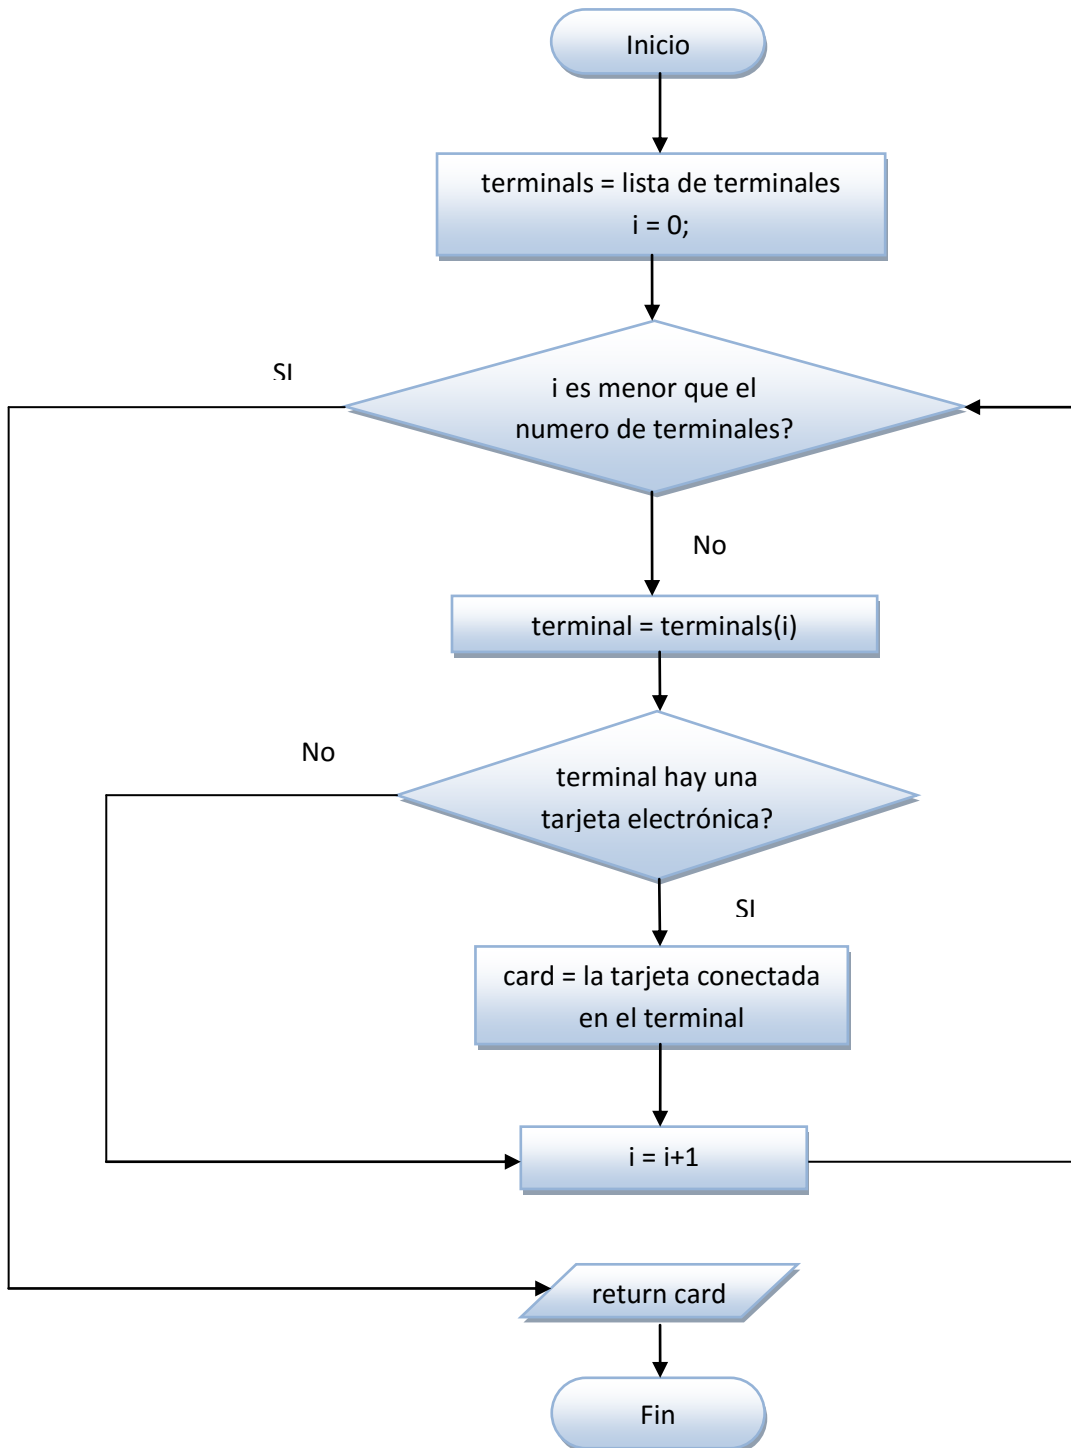 Inicio
terminals = lista de terminales
i = 0;
SI
i es menor que el
numero de terminales?
No
terminal = terminals(i)
No
terminal hay una
tarjeta electrónica?
SI
card = la tarjeta conectada
en el terminal
i = i+1
return card
Fin